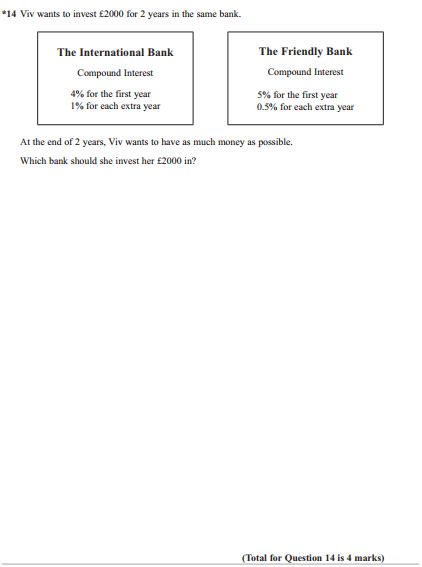 *14 Viv wants to invest £2000 for 2 years in the same bank.
The International Bank
Compound Interest
4% for the first year
1% for each extra year
The Friendly Bank
Compound Interest
5% for the first year
0.5% for each extra year
At the end of 2 years, Viv wants to have as much money as possible.
Which bank should she invest her £2000 in?
(Total for Question 14 is 4 marks)